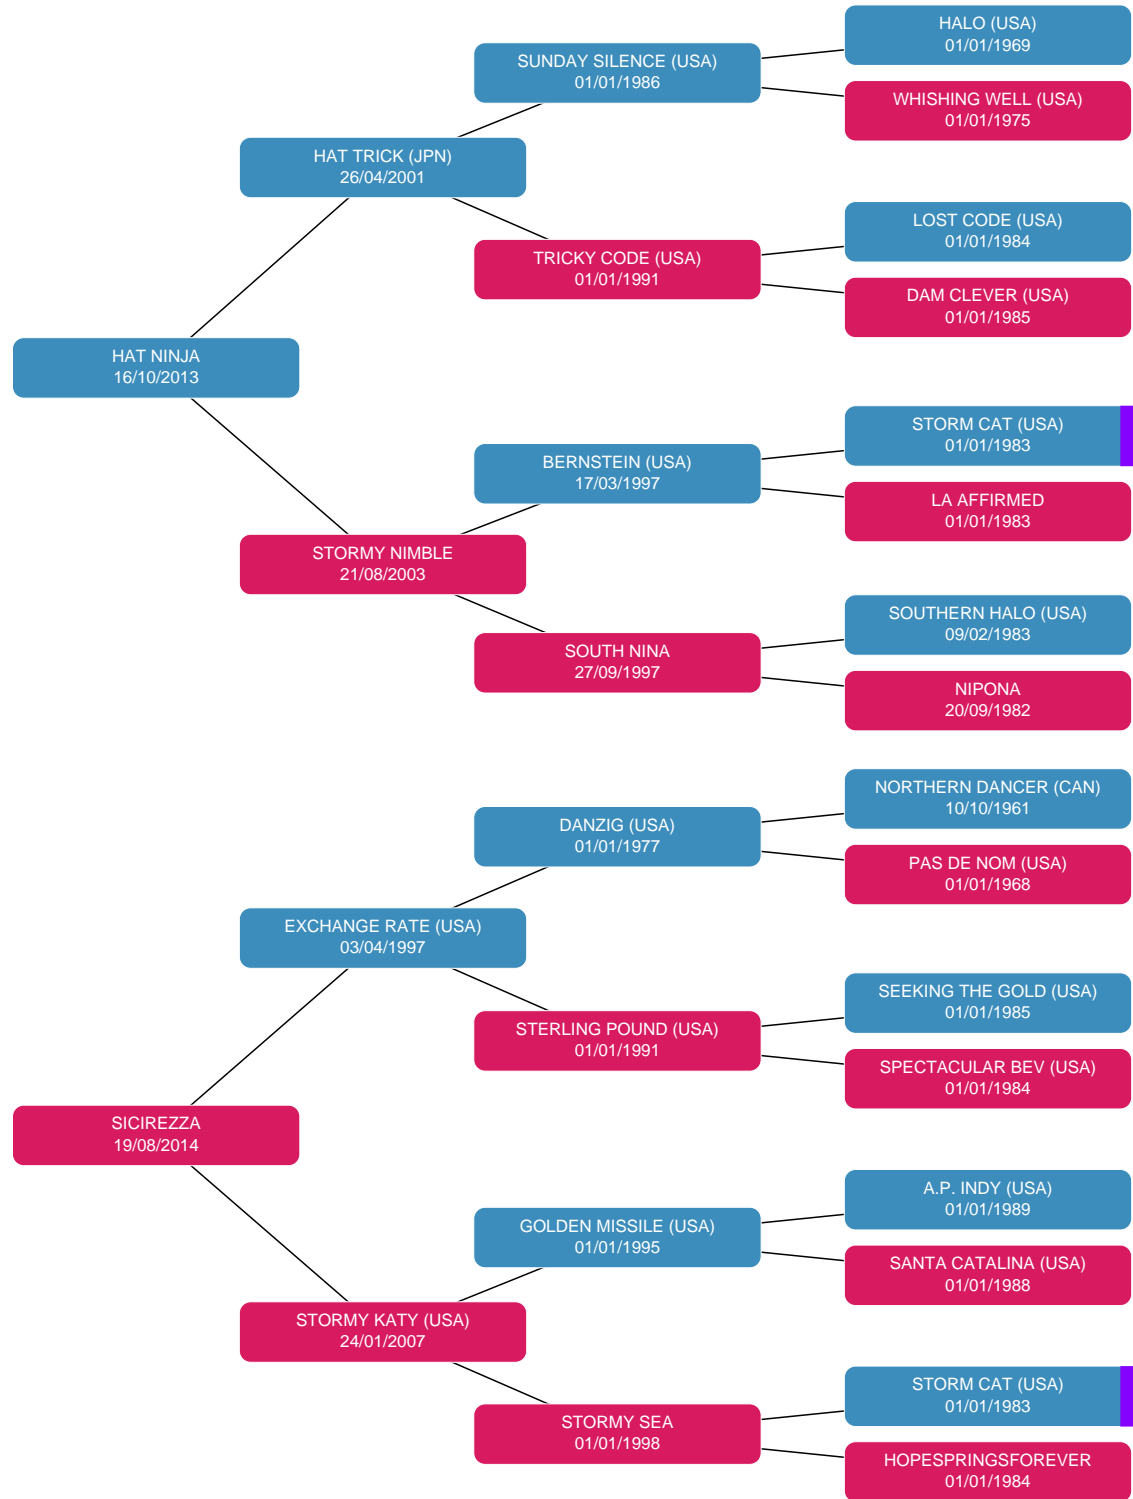 HALO (USA)
01/01/1969
SUNDAY SILENCE (USA)
01/01/1986
WHISHING WELL (USA)
01/01/1975
HAT TRICK (JPN)
26/04/2001
LOST CODE (USA)
01/01/1984
TRICKY CODE (USA)
01/01/1991
DAM CLEVER (USA)
01/01/1985
HAT NINJA
16/10/2013
STORM CAT (USA)
01/01/1983
BERNSTEIN (USA)
17/03/1997
LA AFFIRMED
01/01/1983
STORMY NIMBLE
21/08/2003
SOUTHERN HALO (USA)
09/02/1983
SOUTH NINA
27/09/1997
NIPONA
20/09/1982
NORTHERN DANCER (CAN)
10/10/1961
DANZIG (USA)
01/01/1977
PAS DE NOM (USA)
01/01/1968
EXCHANGE RATE (USA)
03/04/1997
SEEKING THE GOLD (USA)
01/01/1985
STERLING POUND (USA)
01/01/1991
SPECTACULAR BEV (USA)
01/01/1984
SICIREZZA
19/08/2014
A.P. INDY (USA)
01/01/1989
GOLDEN MISSILE (USA)
01/01/1995
SANTA CATALINA (USA)
01/01/1988
STORMY KATY (USA)
24/01/2007
STORM CAT (USA)
01/01/1983
STORMY SEA
01/01/1998
HOPESPRINGSFOREVER
01/01/1984